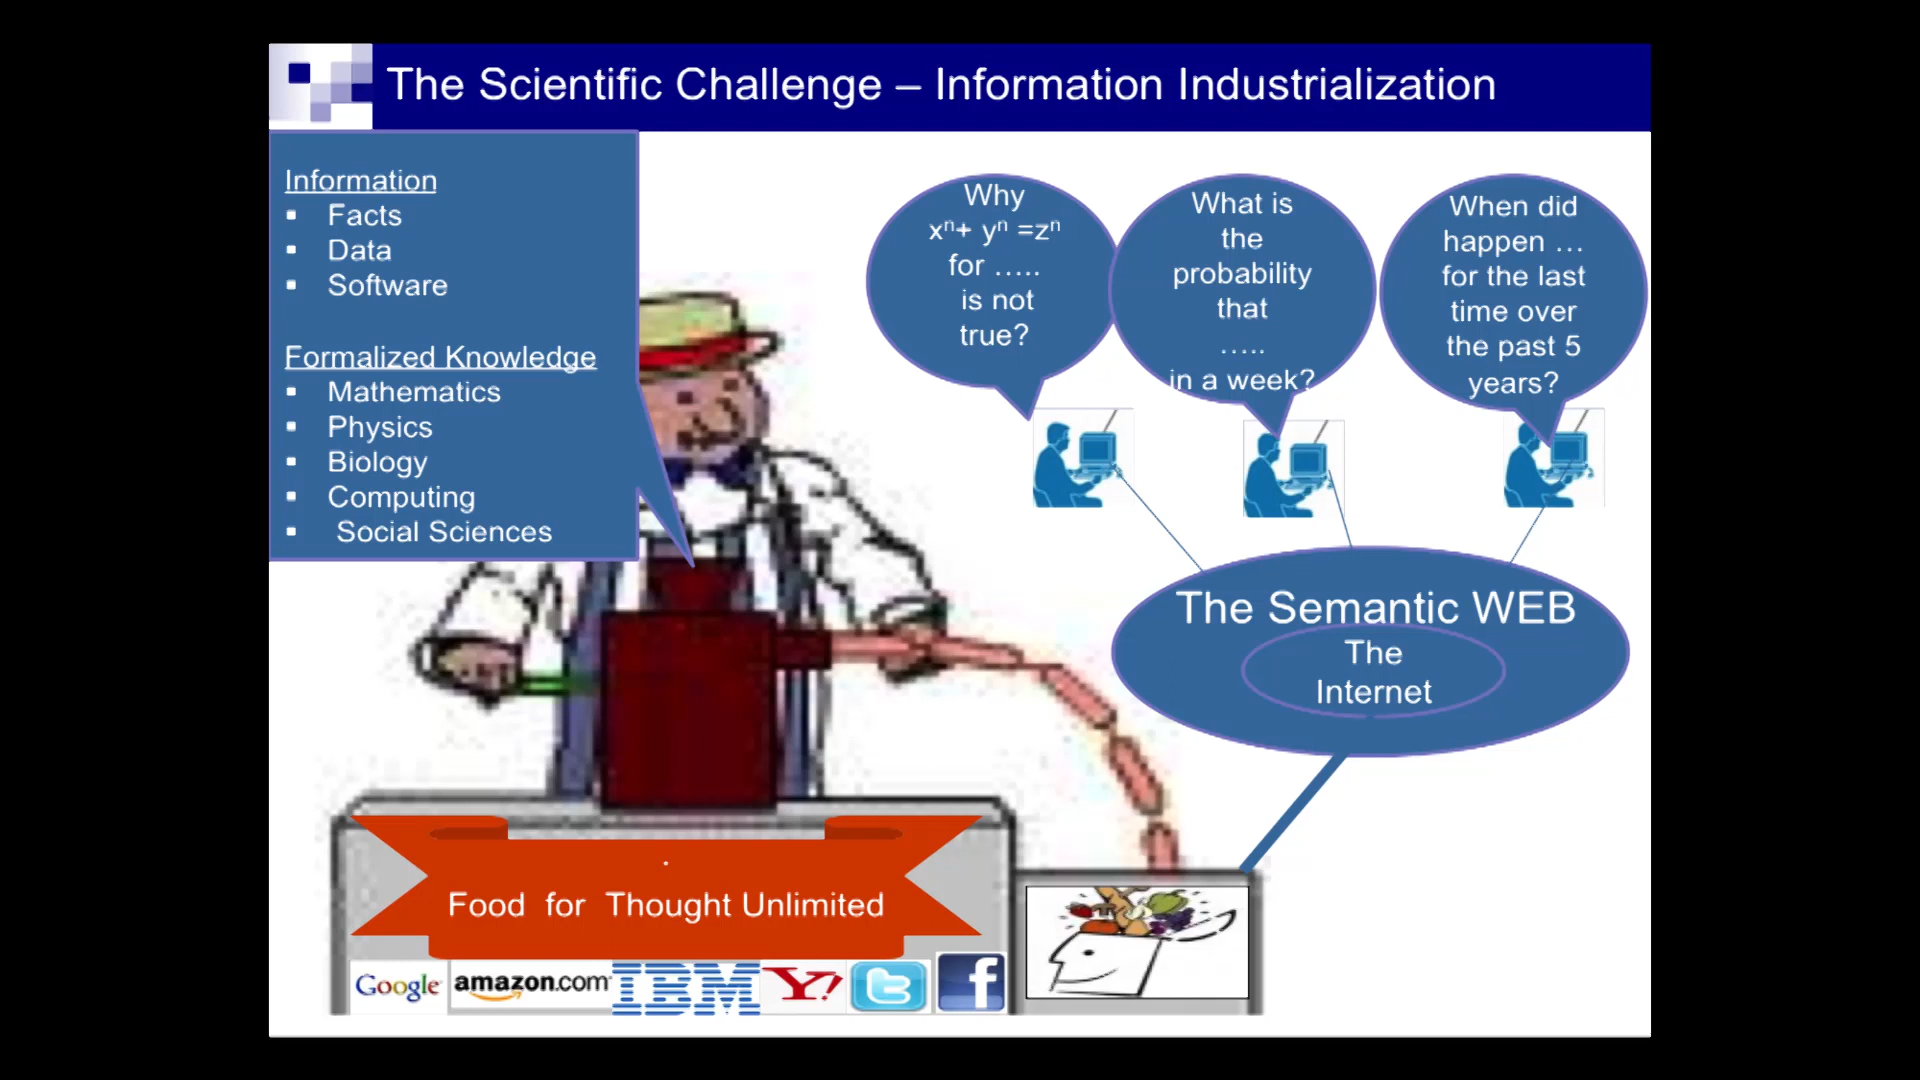 The Scientific Challenge – Information Industrialization
Information
▪ Facts
▪ Data
▪ Software
Formalized Knowledge
▪ Mathematics
▪ Physics
▪ Biology
▪ Computing
▪ Social Sciences
Why
xⁿ+ yⁿ =zⁿ
for …..
is not
true?
What is
the
probability
that
…..
in a week?
When did
happen …
for the last
time over
the past 5
years?
The Semantic WEB
The
Internet
.
Food for Thought Unlimited
Google
amazon.com
IBM
Y!
t
f